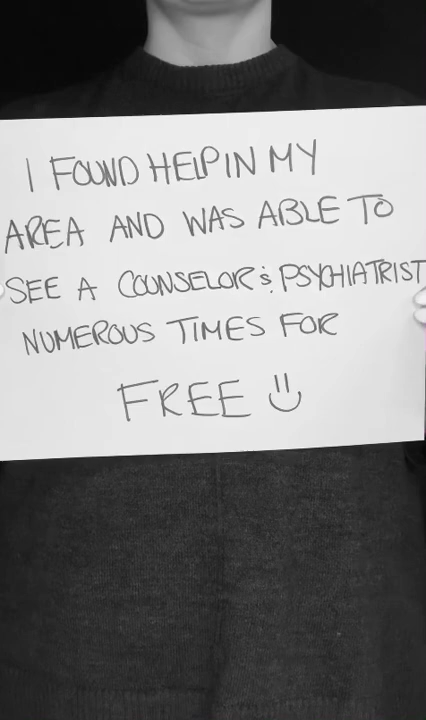 I FOUND HELP IN MY
AREA AND WAS ABLE TO
SEE A COUNSELOR & PSYCHIATRIST
NUMEROUS TIMES FOR
FREE